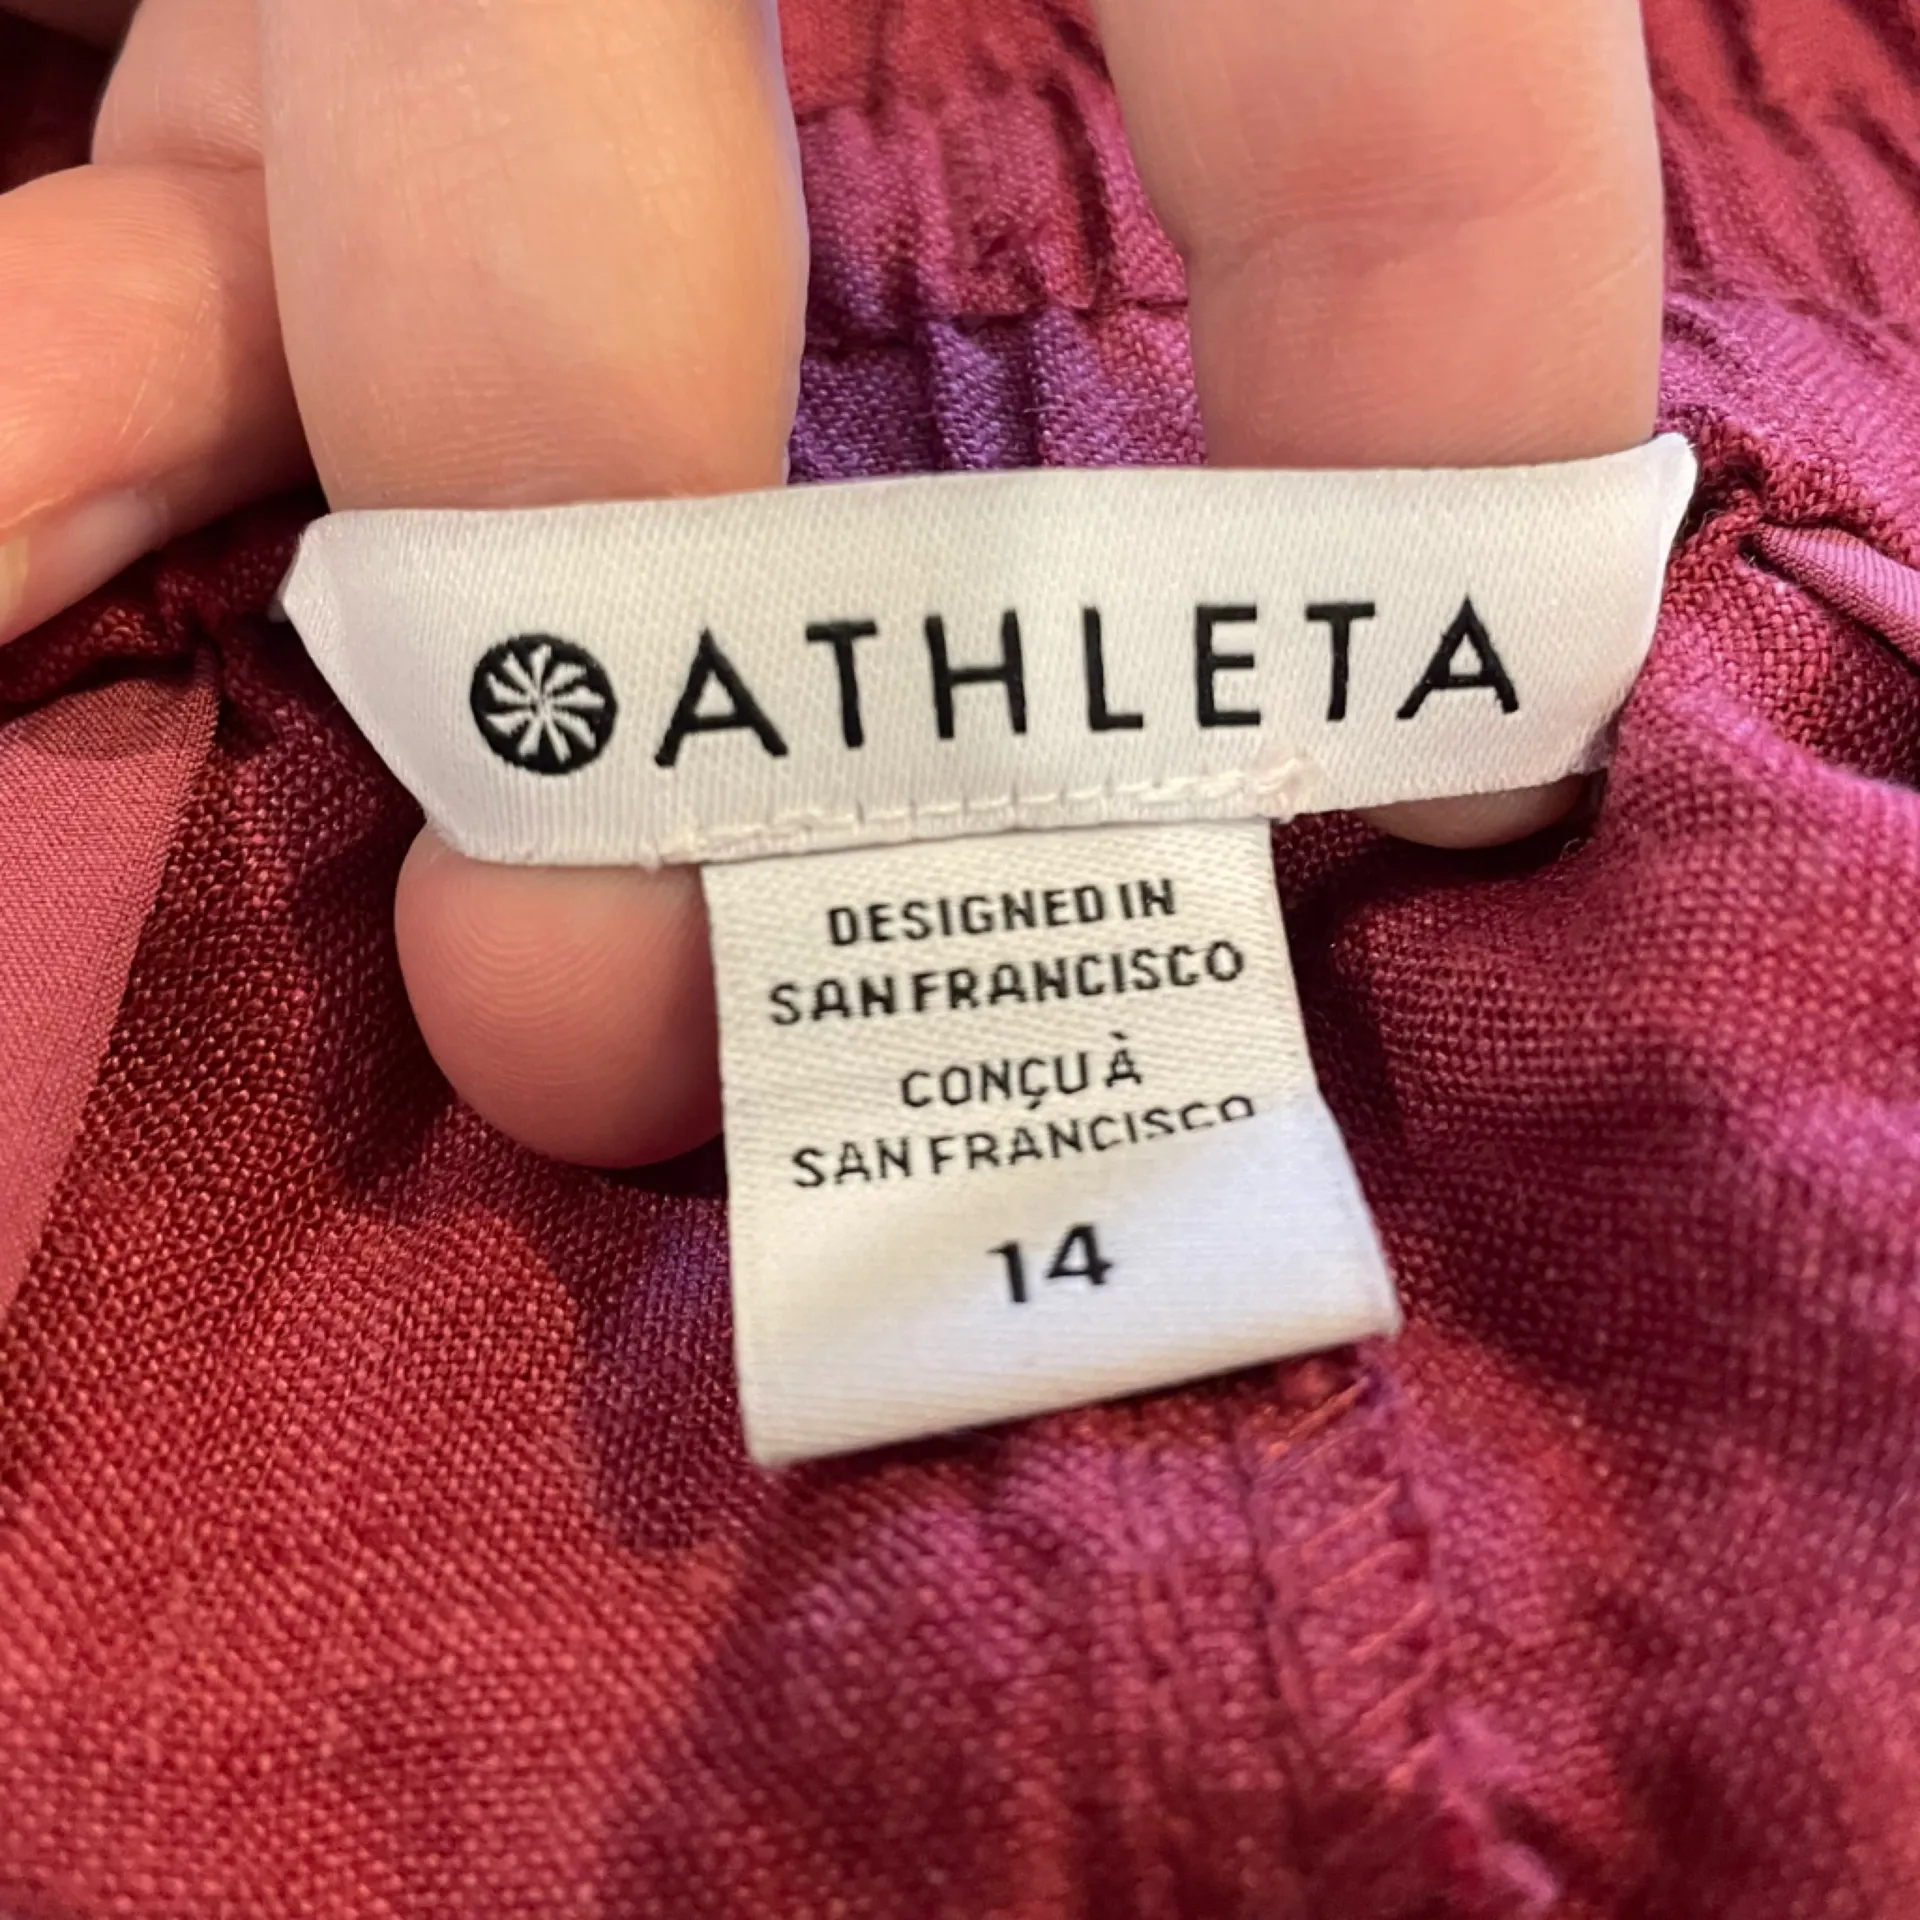 ATHLETA
DESIGNED IN
SAN FRANCISCO
CONÇU À
SAN FRANCISCO
14